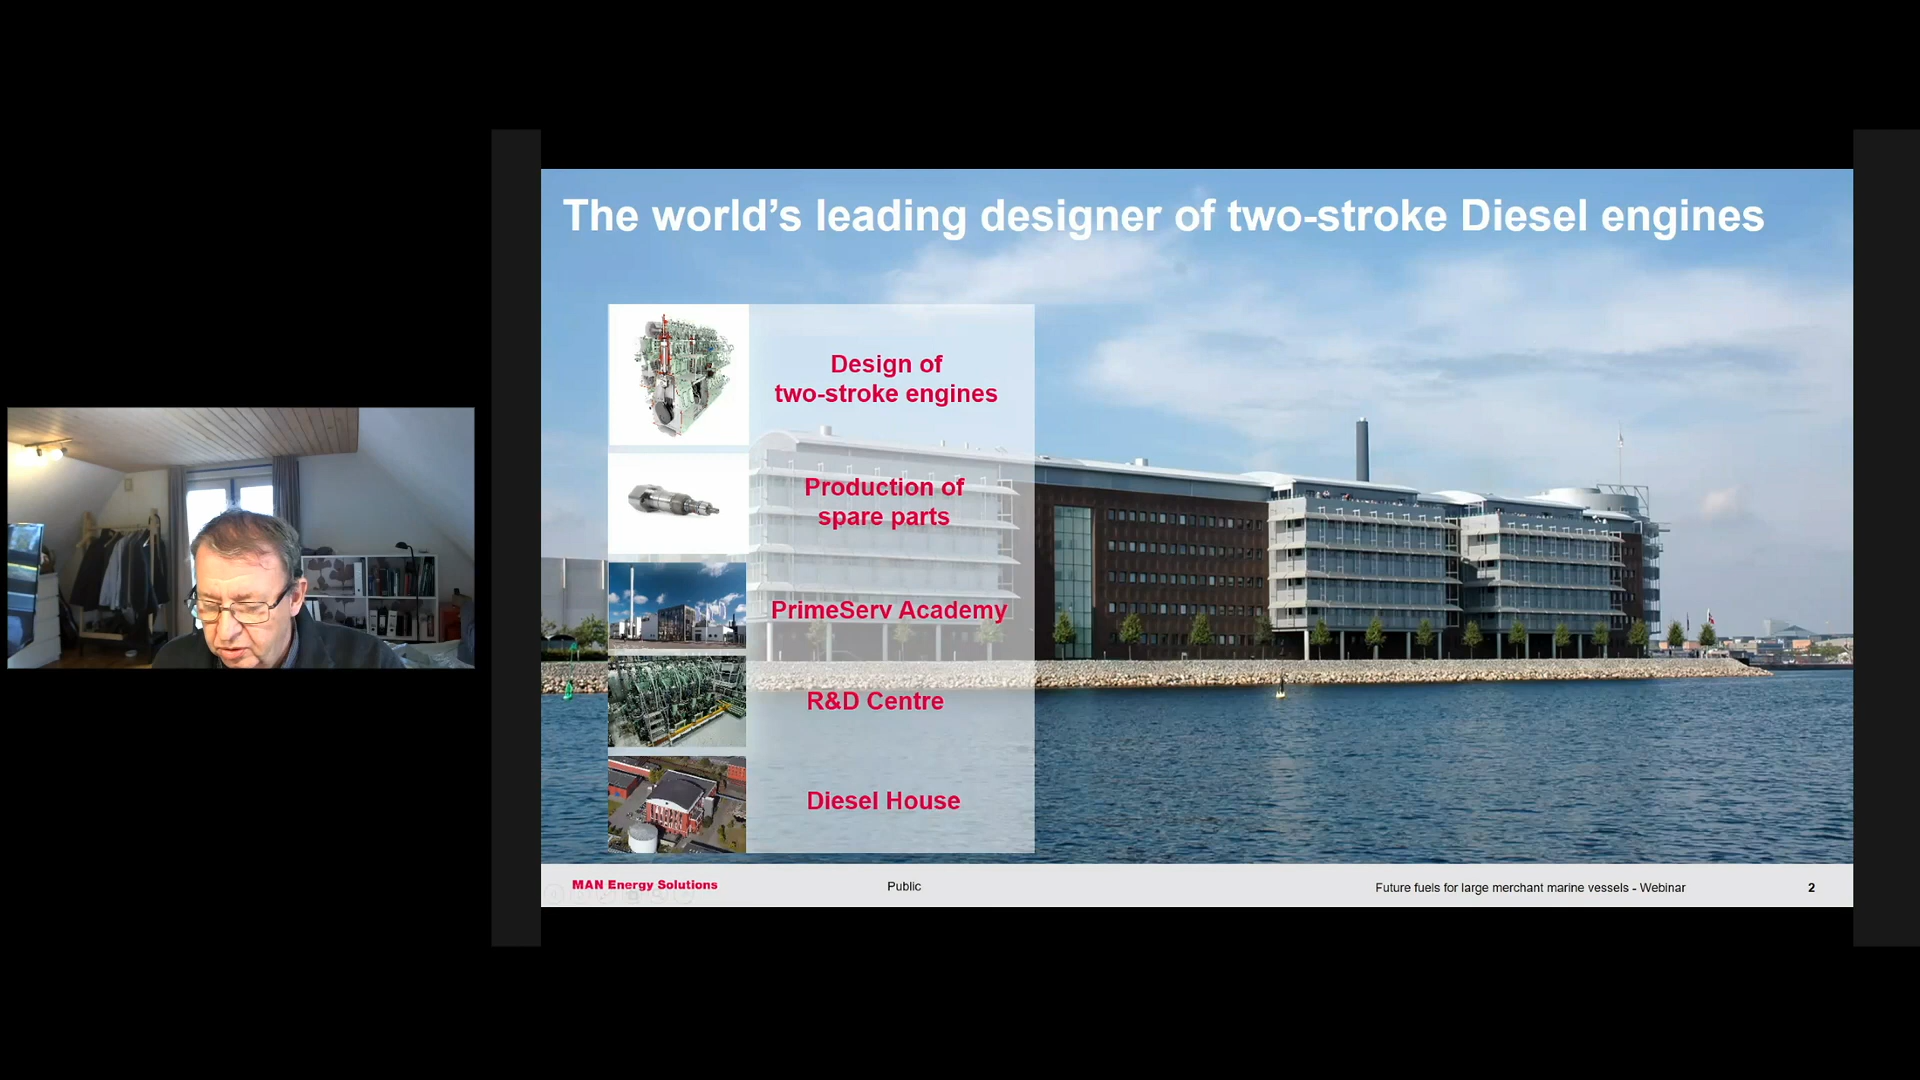 The world’s leading designer of two-stroke Diesel engines
Design of
two-stroke engines
Production of
spare parts
PrimeServ Academy
R&D Centre
Diesel House
MAN Energy Solutions
Public
Future fuels for large merchant marine vessels - Webinar
2